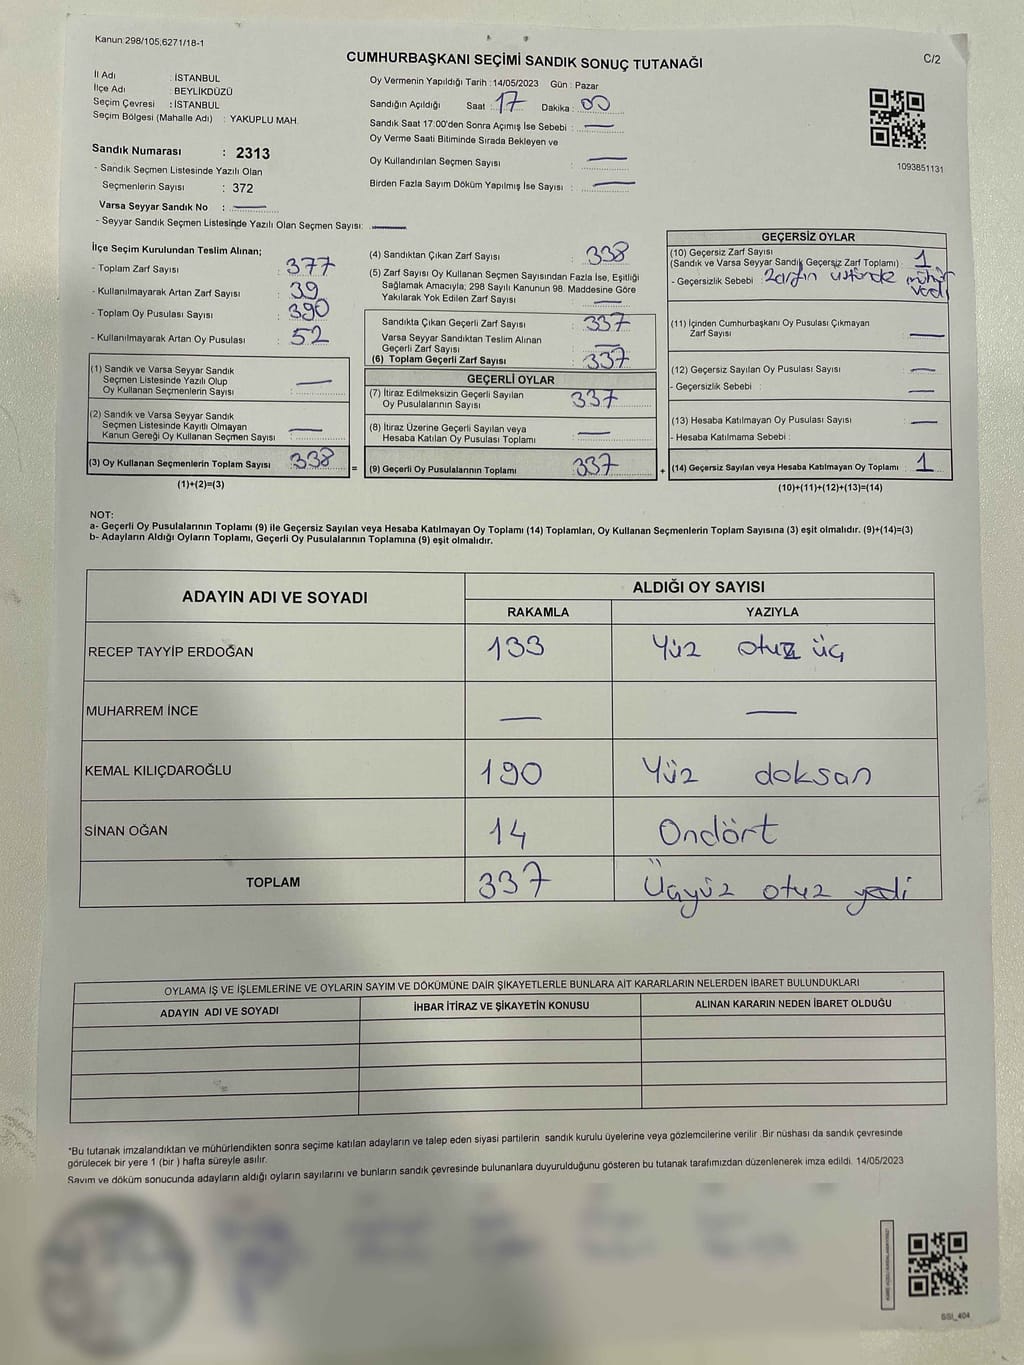 Kanun 298/105;6271/18-1
CUMHURBAŞKANI SEÇİMİ SANDIK SONUÇ TUTANAĞI
C/2
İl Adı : İSTANBUL
İlçe Adı : BEYLİKDÜZÜ
Seçim Çevresi : İSTANBUL
Seçim Bölgesi (Mahalle Adı) : YAKUPLU MAH.
Sandık Numarası : 2313
- Sandık Seçmen Listesinde Yazılı Olan
Seçmenlerin Sayısı : 372
Varsa Seyyar Sandık No : —
- Seyyar Sandık Seçmen Listesinde Yazılı Olan Seçmen Sayısı: —
Oy Vermenin Yapıldığı Tarih : 14/05/2023 Gün : Pazar
Sandığın Açıldığı Saat : 17 Dakika : 00
Sandık Saat 17:00'den Sonra Açımış İse Sebebi : —
Oy Verme Saati Bitiminde Sırada Bekleyen ve
Oy Kullandırılan Seçmen Sayısı : —
Birden Fazla Sayım Döküm Yapılmış İse Sayısı : —
1093851131
İlçe Seçim Kurulundan Teslim Alınan;
- Toplam Zarf Sayısı : 377
- Kullanılmayarak Artan Zarf Sayısı : 39
- Toplam Oy Pusulası Sayısı : 390
- Kullanılmayarak Artan Oy Pusulası : 52
(1) Sandık ve Varsa Seyyar Sandık
Seçmen Listesinde Yazılı Olup
Oy Kullanan Seçmenlerin Sayısı : —
(2) Sandık ve Varsa Seyyar Sandık
Seçmen Listesinde Kayıtlı Olmayan
Kanun Gereği Oy Kullanan Seçmen Sayısı : —
(3) Oy Kullanan Seçmenlerin Toplam Sayısı : 338
(1)+(2)=(3)
=
(4) Sandıktan Çıkan Zarf Sayısı : 338
(5) Zarf Sayısı Oy Kullanan Seçmen Sayısından Fazla İse, Eşitliği
Sağlamak Amacıyla; 298 Sayılı Kanunun 98. Maddesine Göre
Yakılarak Yok Edilen Zarf Sayısı : —
Sandıkta Çıkan Geçerli Zarf Sayısı : 337
Varsa Seyyar Sandıktan Teslim Alınan
Geçerli Zarf Sayısı : —
(6) Toplam Geçerli Zarf Sayısı : 337
GEÇERLİ OYLAR
(7) İtiraz Edilmeksizin Geçerli Sayılan
Oy Pusulalarının Sayısı : 337
(8) İtiraz Üzerine Geçerli Sayılan veya
Hesaba Katılan Oy Pusulası Toplamı : —
(9) Geçerli Oy Pusulalarının Toplamı : 337
+
GEÇERSİZ OYLAR
(10) Geçersiz Zarf Sayısı
(Sandık ve Varsa Seyyar Sandık Geçersiz Zarf Toplamı) : 1
- Geçersizlik Sebebi : Zarfın üstünde mühür
vardı
(11) İçinden Cumhurbaşkanı Oy Pusulası Çıkmayan
Zarf Sayısı : —
(12) Geçersiz Sayılan Oy Pusulası Sayısı : —
- Geçersizlik Sebebi : —
(13) Hesaba Katılmayan Oy Pusulası Sayısı : —
- Hesaba Katılmama Sebebi :
(14) Geçersiz Sayılan veya Hesaba Katılmayan Oy Toplamı : 1
(10)+(11)+(12)+(13)=(14)
NOT:
a- Geçerli Oy Pusulalarının Toplamı (9) ile Geçersiz Sayılan veya Hesaba Katılmayan Oy Toplamı (14) Toplamları, Oy Kullanan Seçmenlerin Toplam Sayısına (3) eşit olmalıdır. (9)+(14)=(3)
b- Adayların Aldığı Oyların Toplamı, Geçerli Oy Pusulalarının Toplamına (9) eşit olmalıdır.
ADAYIN ADI VE SOYADI
ALDIĞI OY SAYISI
RAKAMLA YAZIYLA
RECEP TAYYİP ERDOĞAN 133 Yüz otuz üç
MUHARREM İNCE — —
KEMAL KILIÇDAROĞLU 190 Yüz doksan
SİNAN OĞAN 14 Ondört
TOPLAM 337 Üçyüz otuz yedi
OYLAMA İŞ VE İŞLEMLERİNE VE OYLARIN SAYIM VE DÖKÜMÜNE DAİR ŞİKAYETLERLE BUNLARA AİT KARARLARIN NELERDEN İBARET BULUNDUKLARI
ADAYIN ADI VE SOYADI İHBAR İTİRAZ VE ŞİKAYETİN KONUSU ALINAN KARARIN NEDEN İBARET OLDUĞU
*Bu tutanak imzalandıktan ve mühürlendikten sonra seçime katılan adayların ve talep eden siyasi partilerin sandık kurulu üyelerine veya gözlemcilerine verilir. Bir nüshası da sandık çevresinde
görülecek bir yere 1 (bir ) hafta süreyle asılır.
Sayım ve döküm sonucunda adayların aldığı oyların sayılarını ve bunların sandık çevresinde bulunanlara duyurulduğunu gösteren bu tutanak tarafımızdan düzenlenerek imza edildi. 14/05/2023
SSI_404